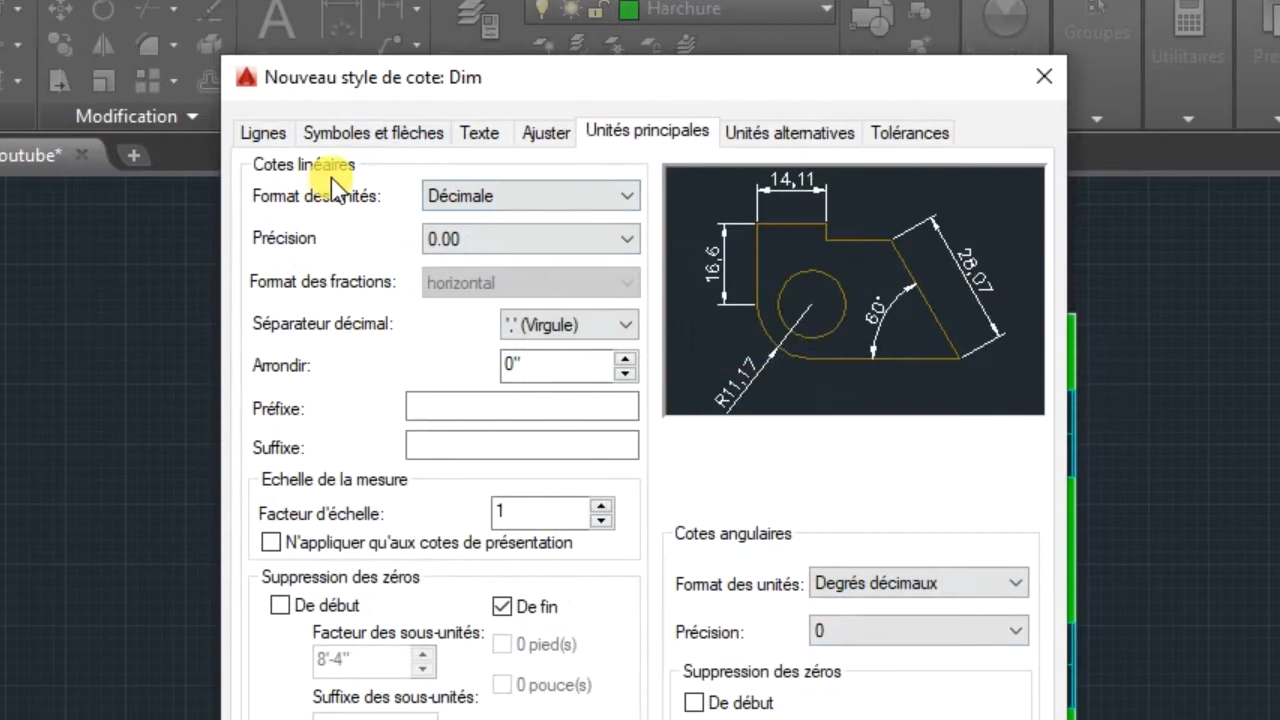 Harchure
Groupes
Utilitaires
Pre
Modification
outube*
Nouveau style de cote: Dim
Lignes
Symboles et flèches
Texte
Ajuster
Unités principales
Unités alternatives
Tolérances
Cotes linéaires
Format des unités:
Décimale
Précision
0.00
Format des fractions:
horizontal
Séparateur décimal:
',' (Virgule)
Arrondir:
0"
Préfixe:
Suffixe:
Echelle de la mesure
Facteur d'échelle:
1
N'appliquer qu'aux cotes de présentation
Suppression des zéros
De début
De fin
Facteur des sous-unités:
0 pied(s)
8'-4"
0 pouce(s)
Suffixe des sous-unités:
14,11
16,6
28,07
60°
R11,17
Cotes angulaires
Format des unités:
Degrés décimaux
Précision:
0
Suppression des zéros
De début